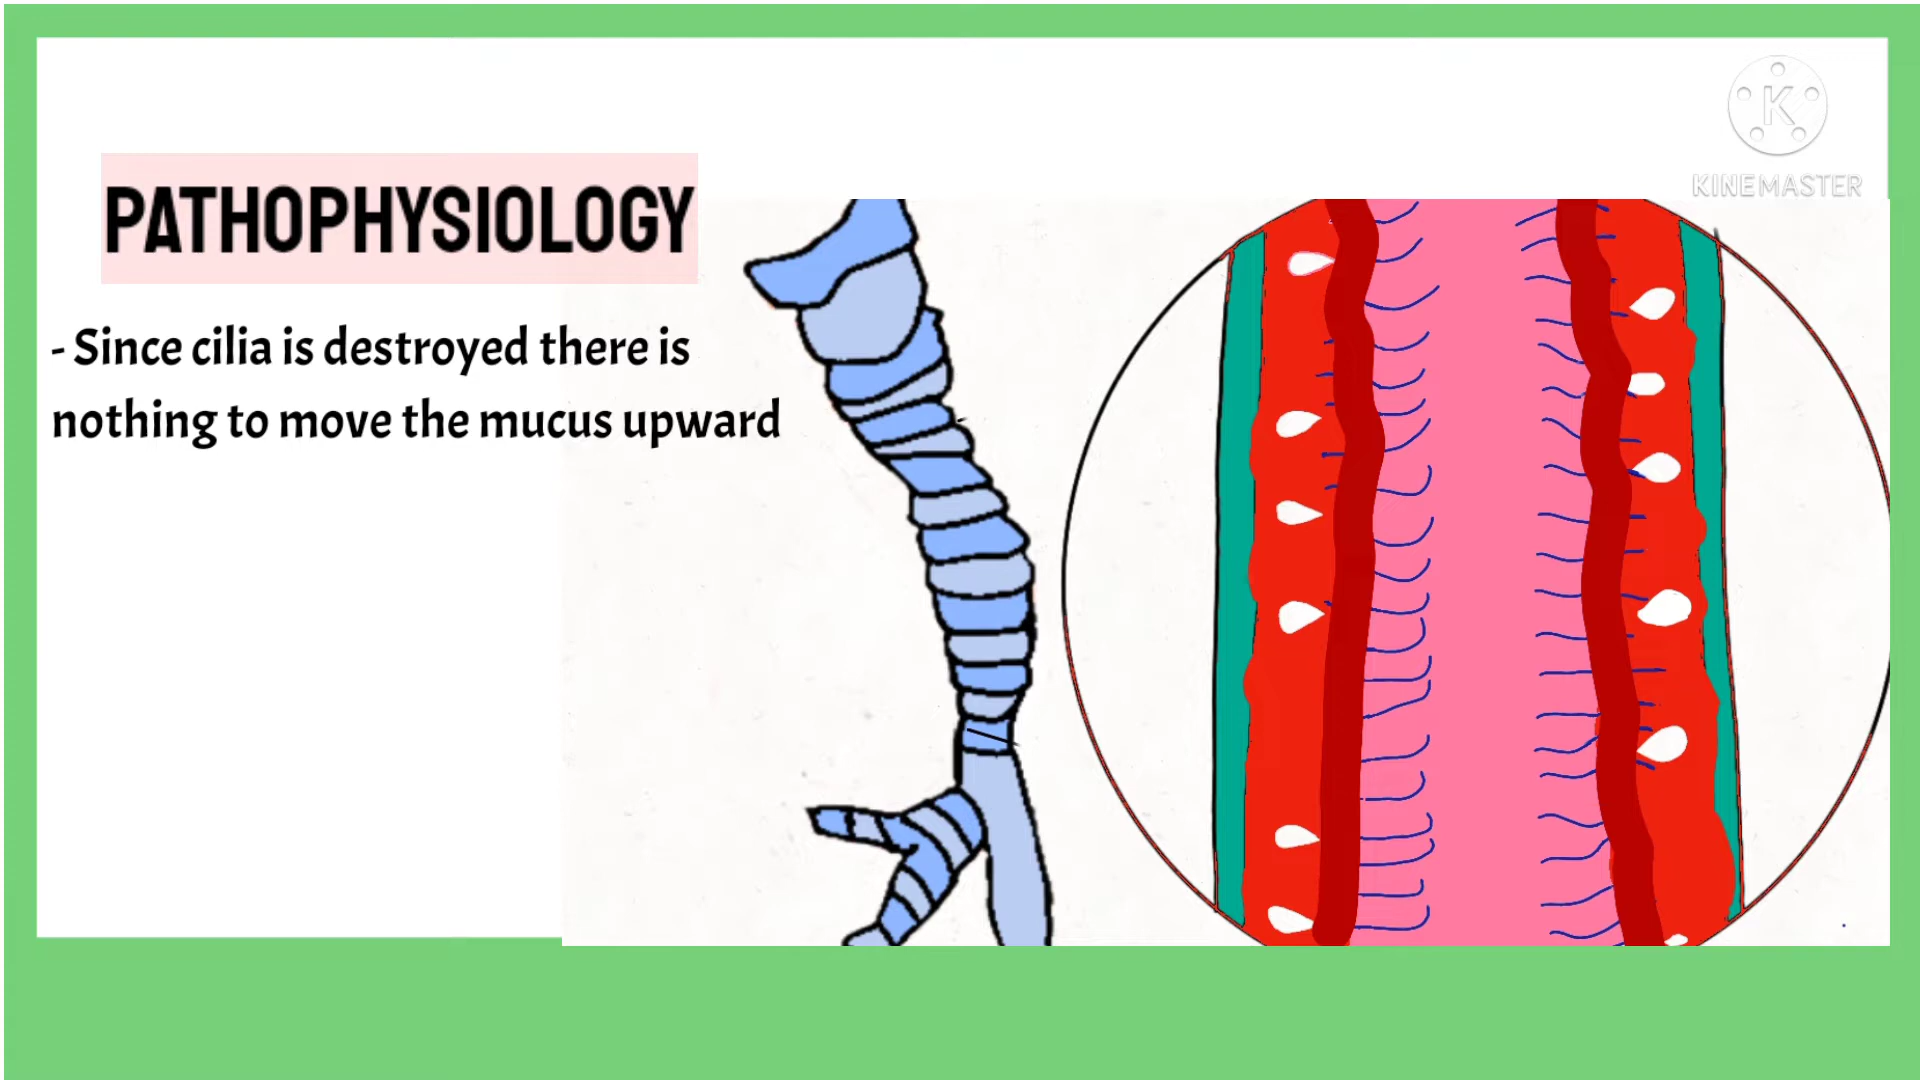 K
KINEMASTER
PATHOPHYSIOLOGY
- Since cilia is destroyed there is
nothing to move the mucus upward